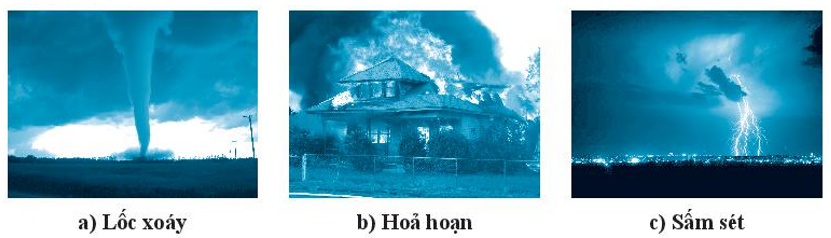 a) Lốc xoáy
b) Hoả hoạn
c) Sấm sét